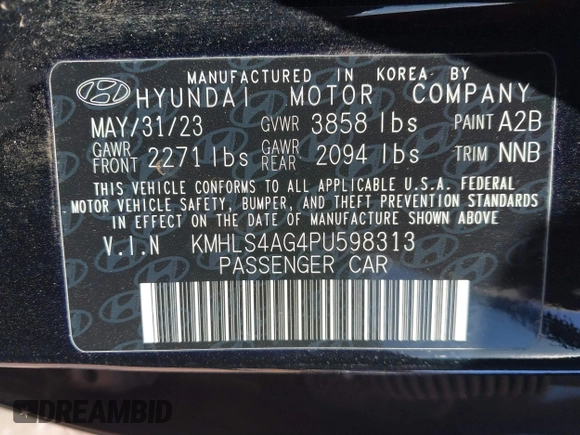 MANUFACTURED IN KOREA BY
HYUNDAI MOTOR COMPANY
MAY/31/23 GVWR 3858 lbs PAINT A2B
GAWR FRONT 2271 lbs GAWR REAR 2094 lbs TRIM NNB
THIS VEHICLE CONFORMS TO ALL APPLICABLE U.S.A. FEDERAL
MOTOR VEHICLE SAFETY, BUMPER, AND THEFT PREVENTION STANDARDS
IN EFFECT ON THE DATE OF MANUFACTURE SHOWN ABOVE.
V.I.N KMHLS4AG4PU598313
PASSENGER CAR
DREAMBID